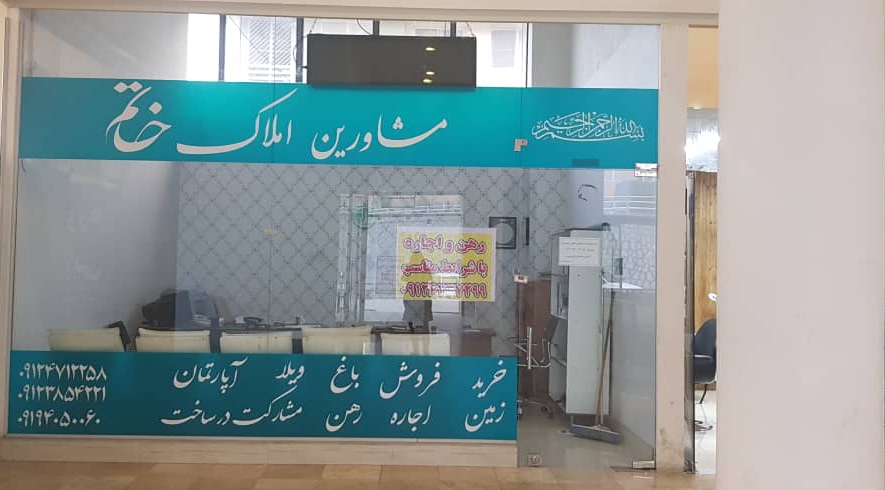 بسم الله الرحمن الرحیم
مشاورین املاک خاتم
رهن و اجاره
با شرایط مناسب
خرید فروش باغ ویلا آپارتمان
زمین اجاره رهن مشارکت در ساخت
۰۹۱۲۴۷۱۲۲۵۸
۰۹۱۲۳۸۵۴۲۲۱
۰۹۱۹۴۰۵۰۰۶۰